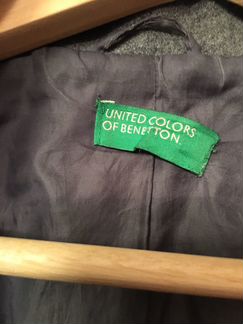 UNITED COLORS
OF BENETTON.